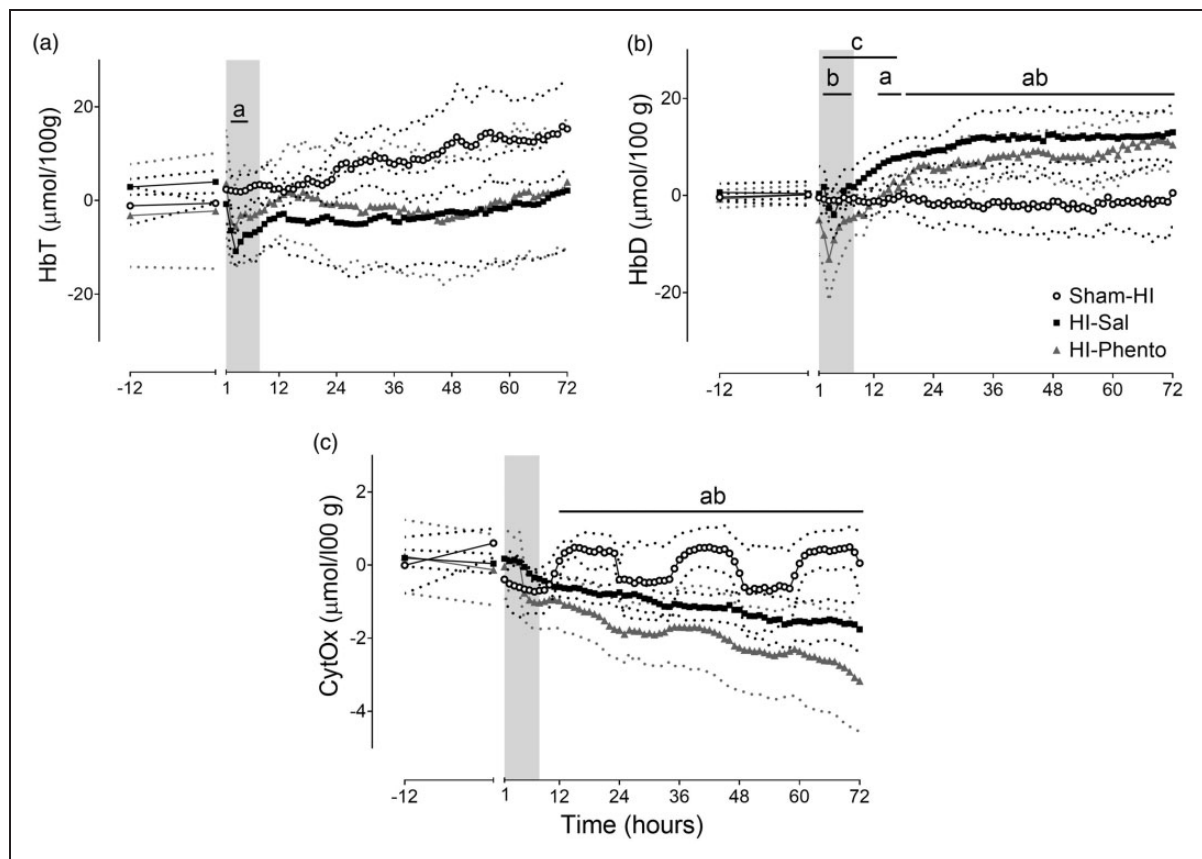 (a)
HbT (μmol/100g)
20
0
-20
a
-12
1
12
24
36
48
60
72
(b)
HbD (μmol/100 g)
20
0
-20
c
b
a
ab
Sham-HI
HI-Sal
HI-Phento
-12
1
12
24
36
48
60
72
(c)
CytOx (μmol/l00 g)
2
0
-2
-4
ab
-12
1
12
24
36
48
60
72
Time (hours)